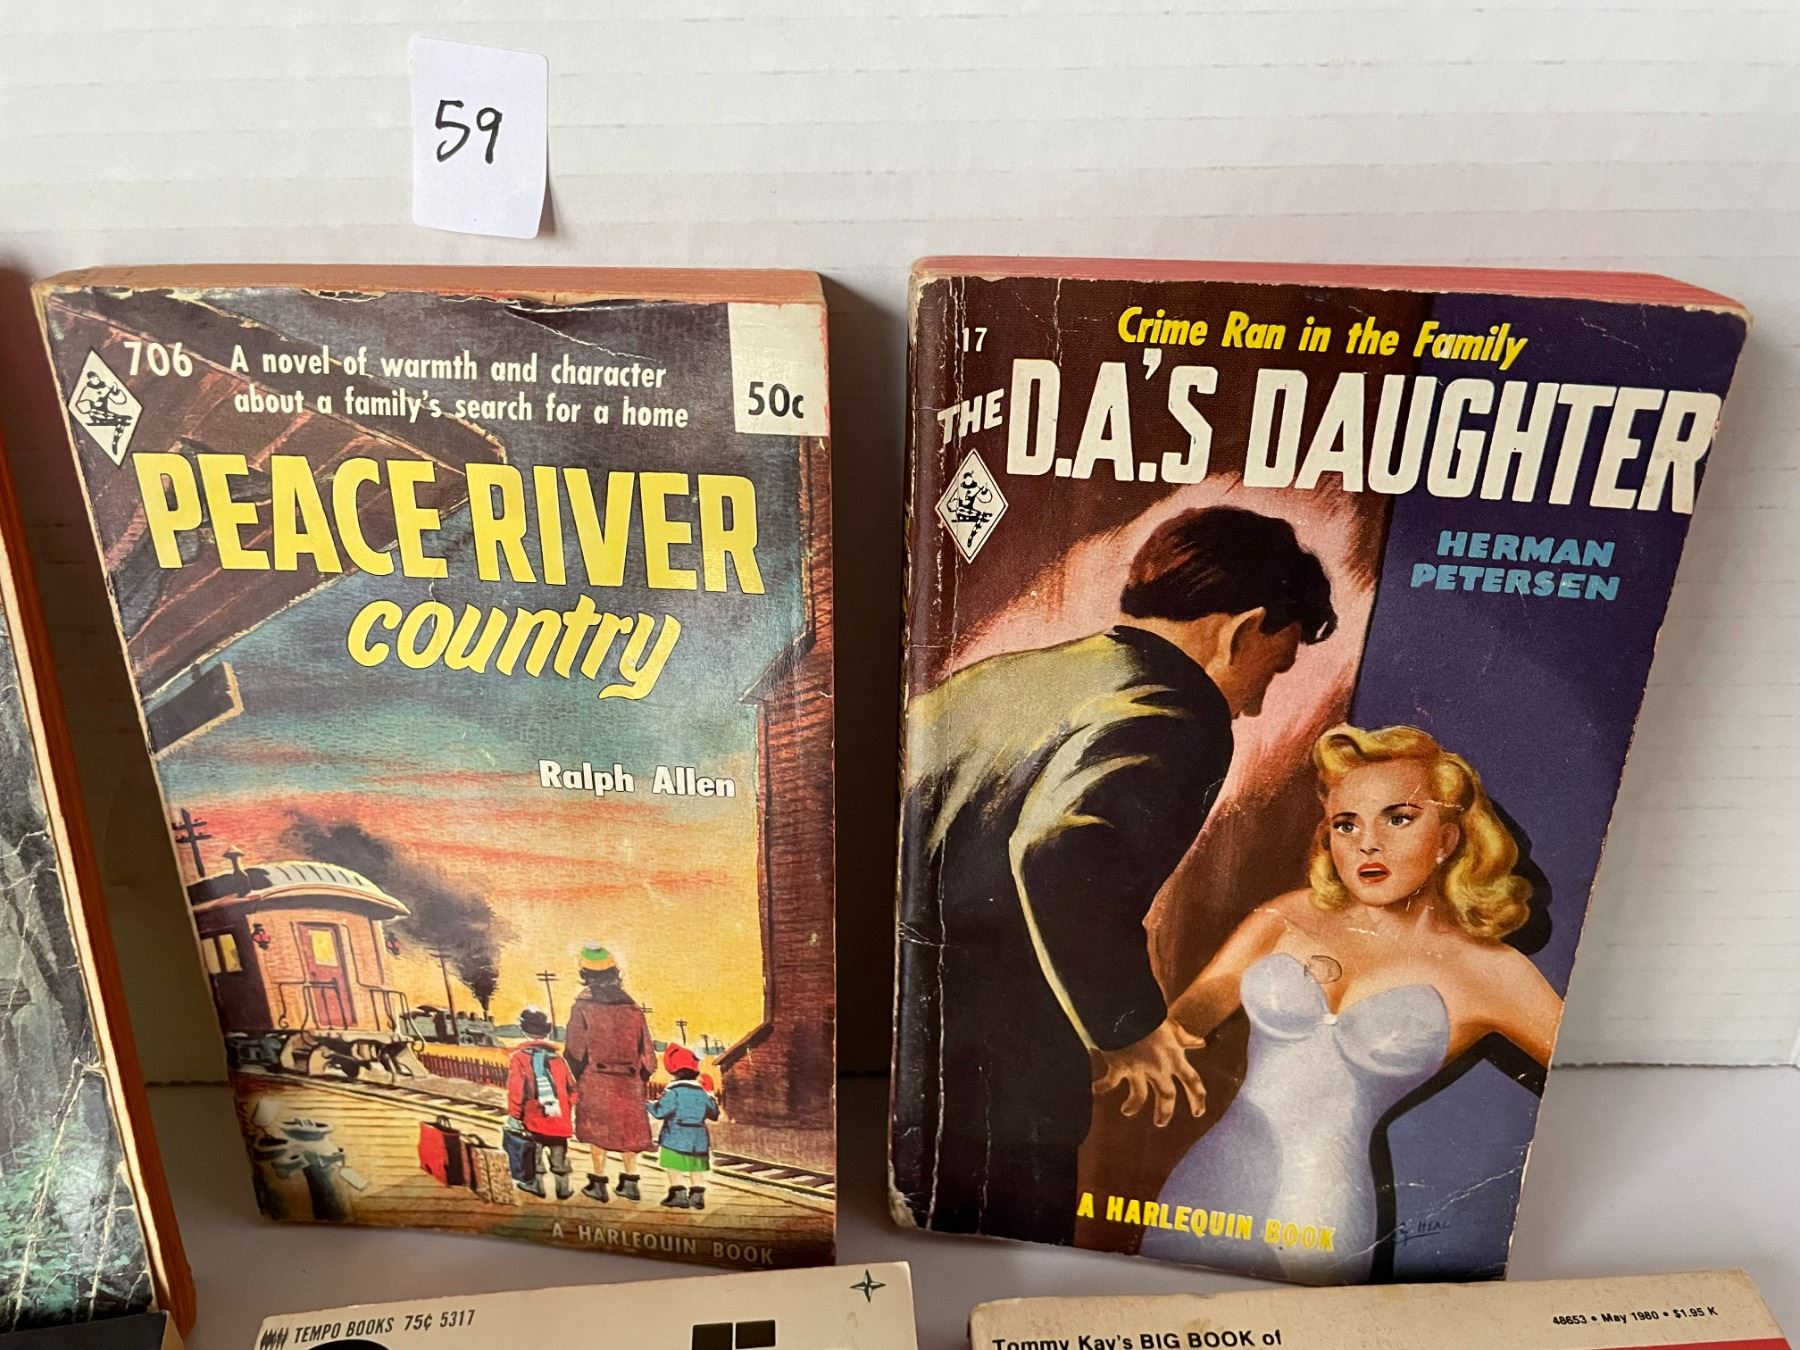 59
706
A novel of warmth and character
about a family's search for a home
50c
PEACE RIVER
country
Ralph Allen
A HARLEQUIN BOOK
17
Crime Ran in the Family
THE D.A.'S DAUGHTER
HERMAN
PETERSEN
A HARLEQUIN BOOK
TEMPO BOOKS 75¢ 5317
48653 • May 1980 • $1.95 K
Tommy Kay's BIG BOOK of